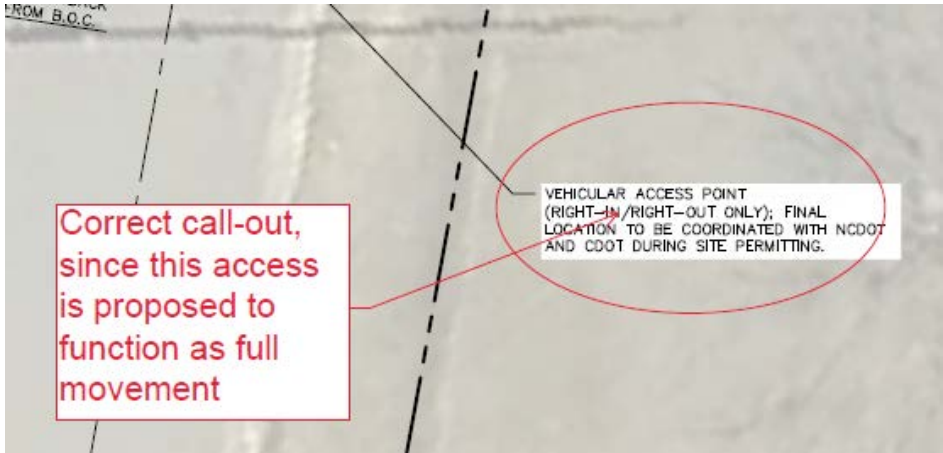 FROM B.O.C.
VEHICULAR ACCESS POINT
(RIGHT-IN/RIGHT-OUT ONLY); FINAL
LOCATION TO BE COORDINATED WITH NCDOT
AND CDOT DURING SITE PERMITTING.
Correct call-out,
since this access
is proposed to
function as full
movement